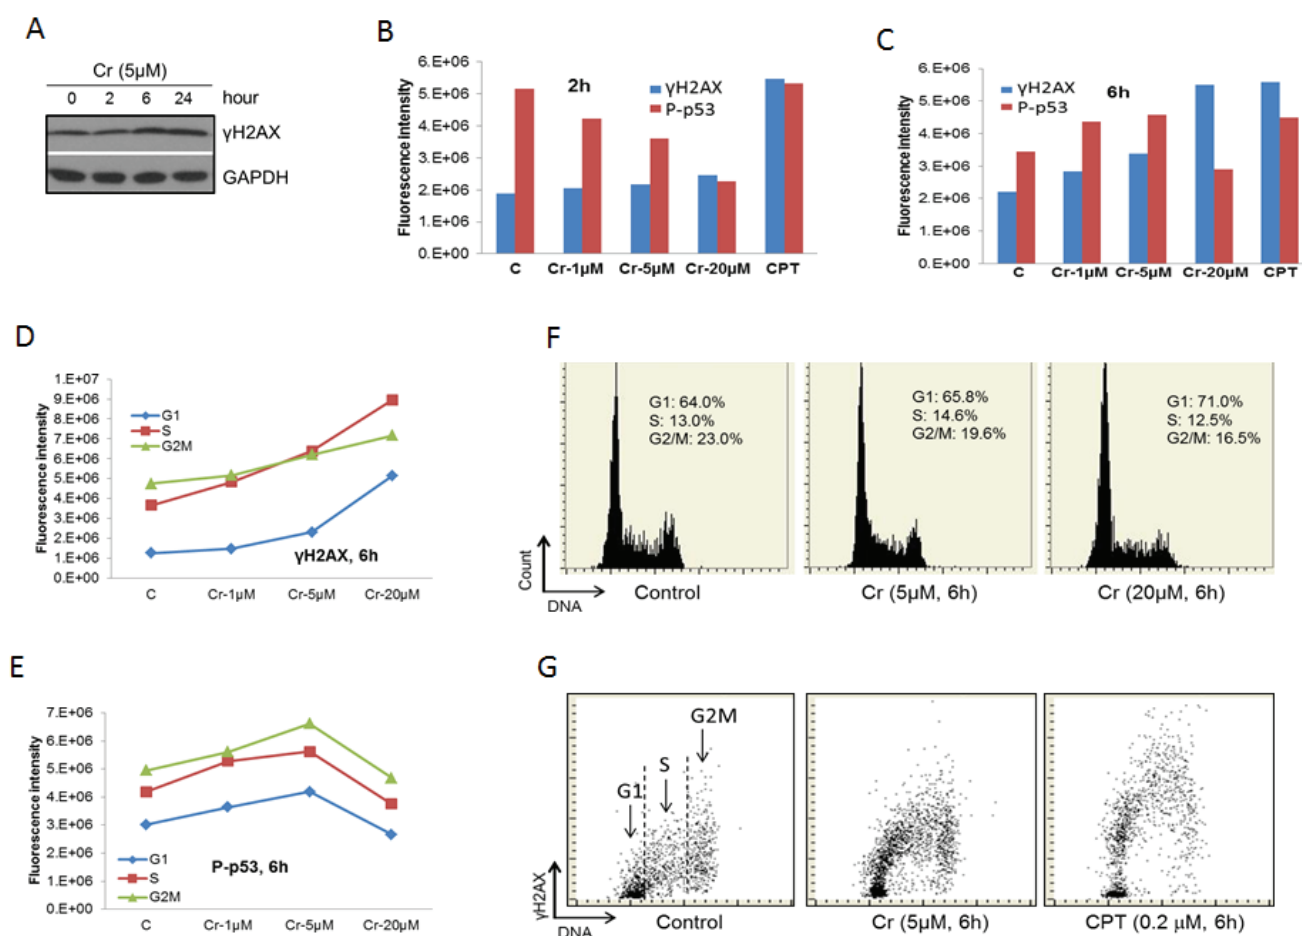 A
Cr (5µM)
0 2 6 24 hour
γH2AX
GAPDH
B
Fluorescence intensity
6.E+06
5.E+06
4.E+06
3.E+06
2.E+06
1.E+06
0.E+00
2h
γH2AX
P-p53
C Cr-1µM Cr-5µM Cr-20µM CPT
C
Fluorescence intensity
6.E+06
5.E+06
4.E+06
3.E+06
2.E+06
1.E+06
0.E+00
γH2AX
P-p53
6h
C Cr-1µM Cr-5µM Cr-20µM CPT
D
Fluorescence intensity
1.E+07
9.E+06
8.E+06
7.E+06
6.E+06
5.E+06
4.E+06
3.E+06
2.E+06
1.E+06
0.E+00
G1
S
G2M
γH2AX, 6h
C Cr-1µM Cr-5µM Cr-20µM
F
G1: 64.0%
S: 13.0%
G2/M: 23.0%
G1: 65.8%
S: 14.6%
G2/M: 19.6%
G1: 71.0%
S: 12.5%
G2/M: 16.5%
Count
DNA
Control
Cr (5µM, 6h)
Cr (20µM, 6h)
E
Fluorescence intensity
7.E+06
6.E+06
5.E+06
4.E+06
3.E+06
2.E+06
1.E+06
0.E+00
G1
S
G2M
P-p53, 6h
C Cr-1µM Cr-5µM Cr-20µM
G
G1
S
G2M
γH2AX
DNA
Control
Cr (5µM, 6h)
CPT (0.2 µM, 6h)